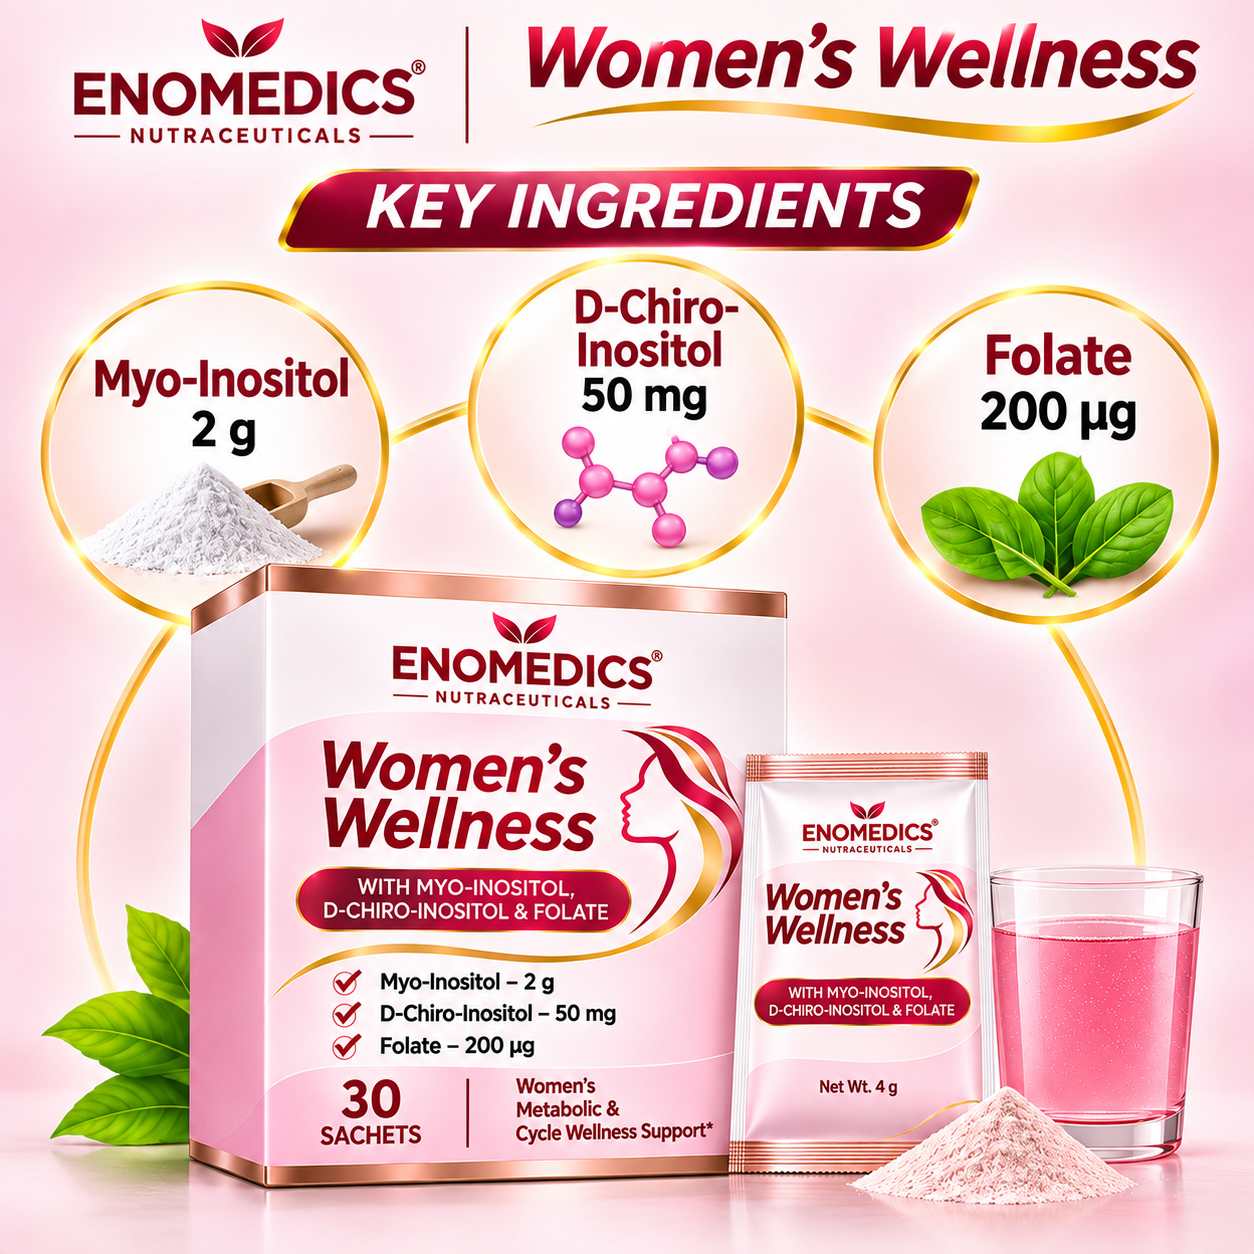 ENOMEDICS®
NUTRACEUTICALS
Women's Wellness
KEY INGREDIENTS
Myo-Inositol
2 g
D-Chiro-
Inositol
50 mg
Folate
200 µg
ENOMEDICS®
NUTRACEUTICALS
Women's
Wellness
WITH MYO-INOSITOL,
D-CHIRO-INOSITOL & FOLATE
Myo-Inositol – 2 g
D-Chiro-Inositol – 50 mg
Folate – 200 µg
30
SACHETS
Women's
Metabolic &
Cycle Wellness Support*
ENOMEDICS®
NUTRACEUTICALS
Women's
Wellness
WITH MYO-INOSITOL,
D-CHIRO-INOSITOL & FOLATE
Net Wt. 4 g